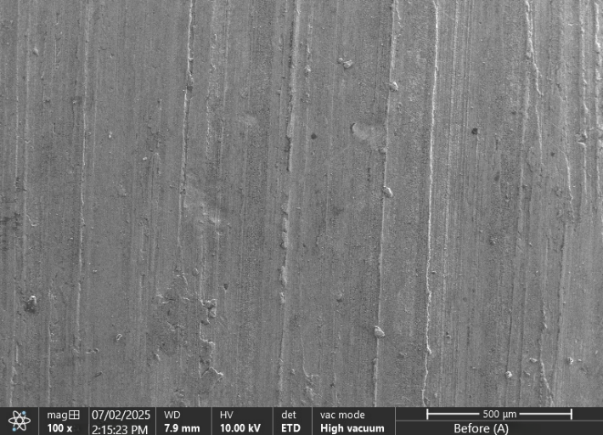 mag 07/02/2025 WD HV det vac mode 500 µm
100 x 2:15:23 PM 7.9 mm 10.00 kV ETD High vacuum Before (A)